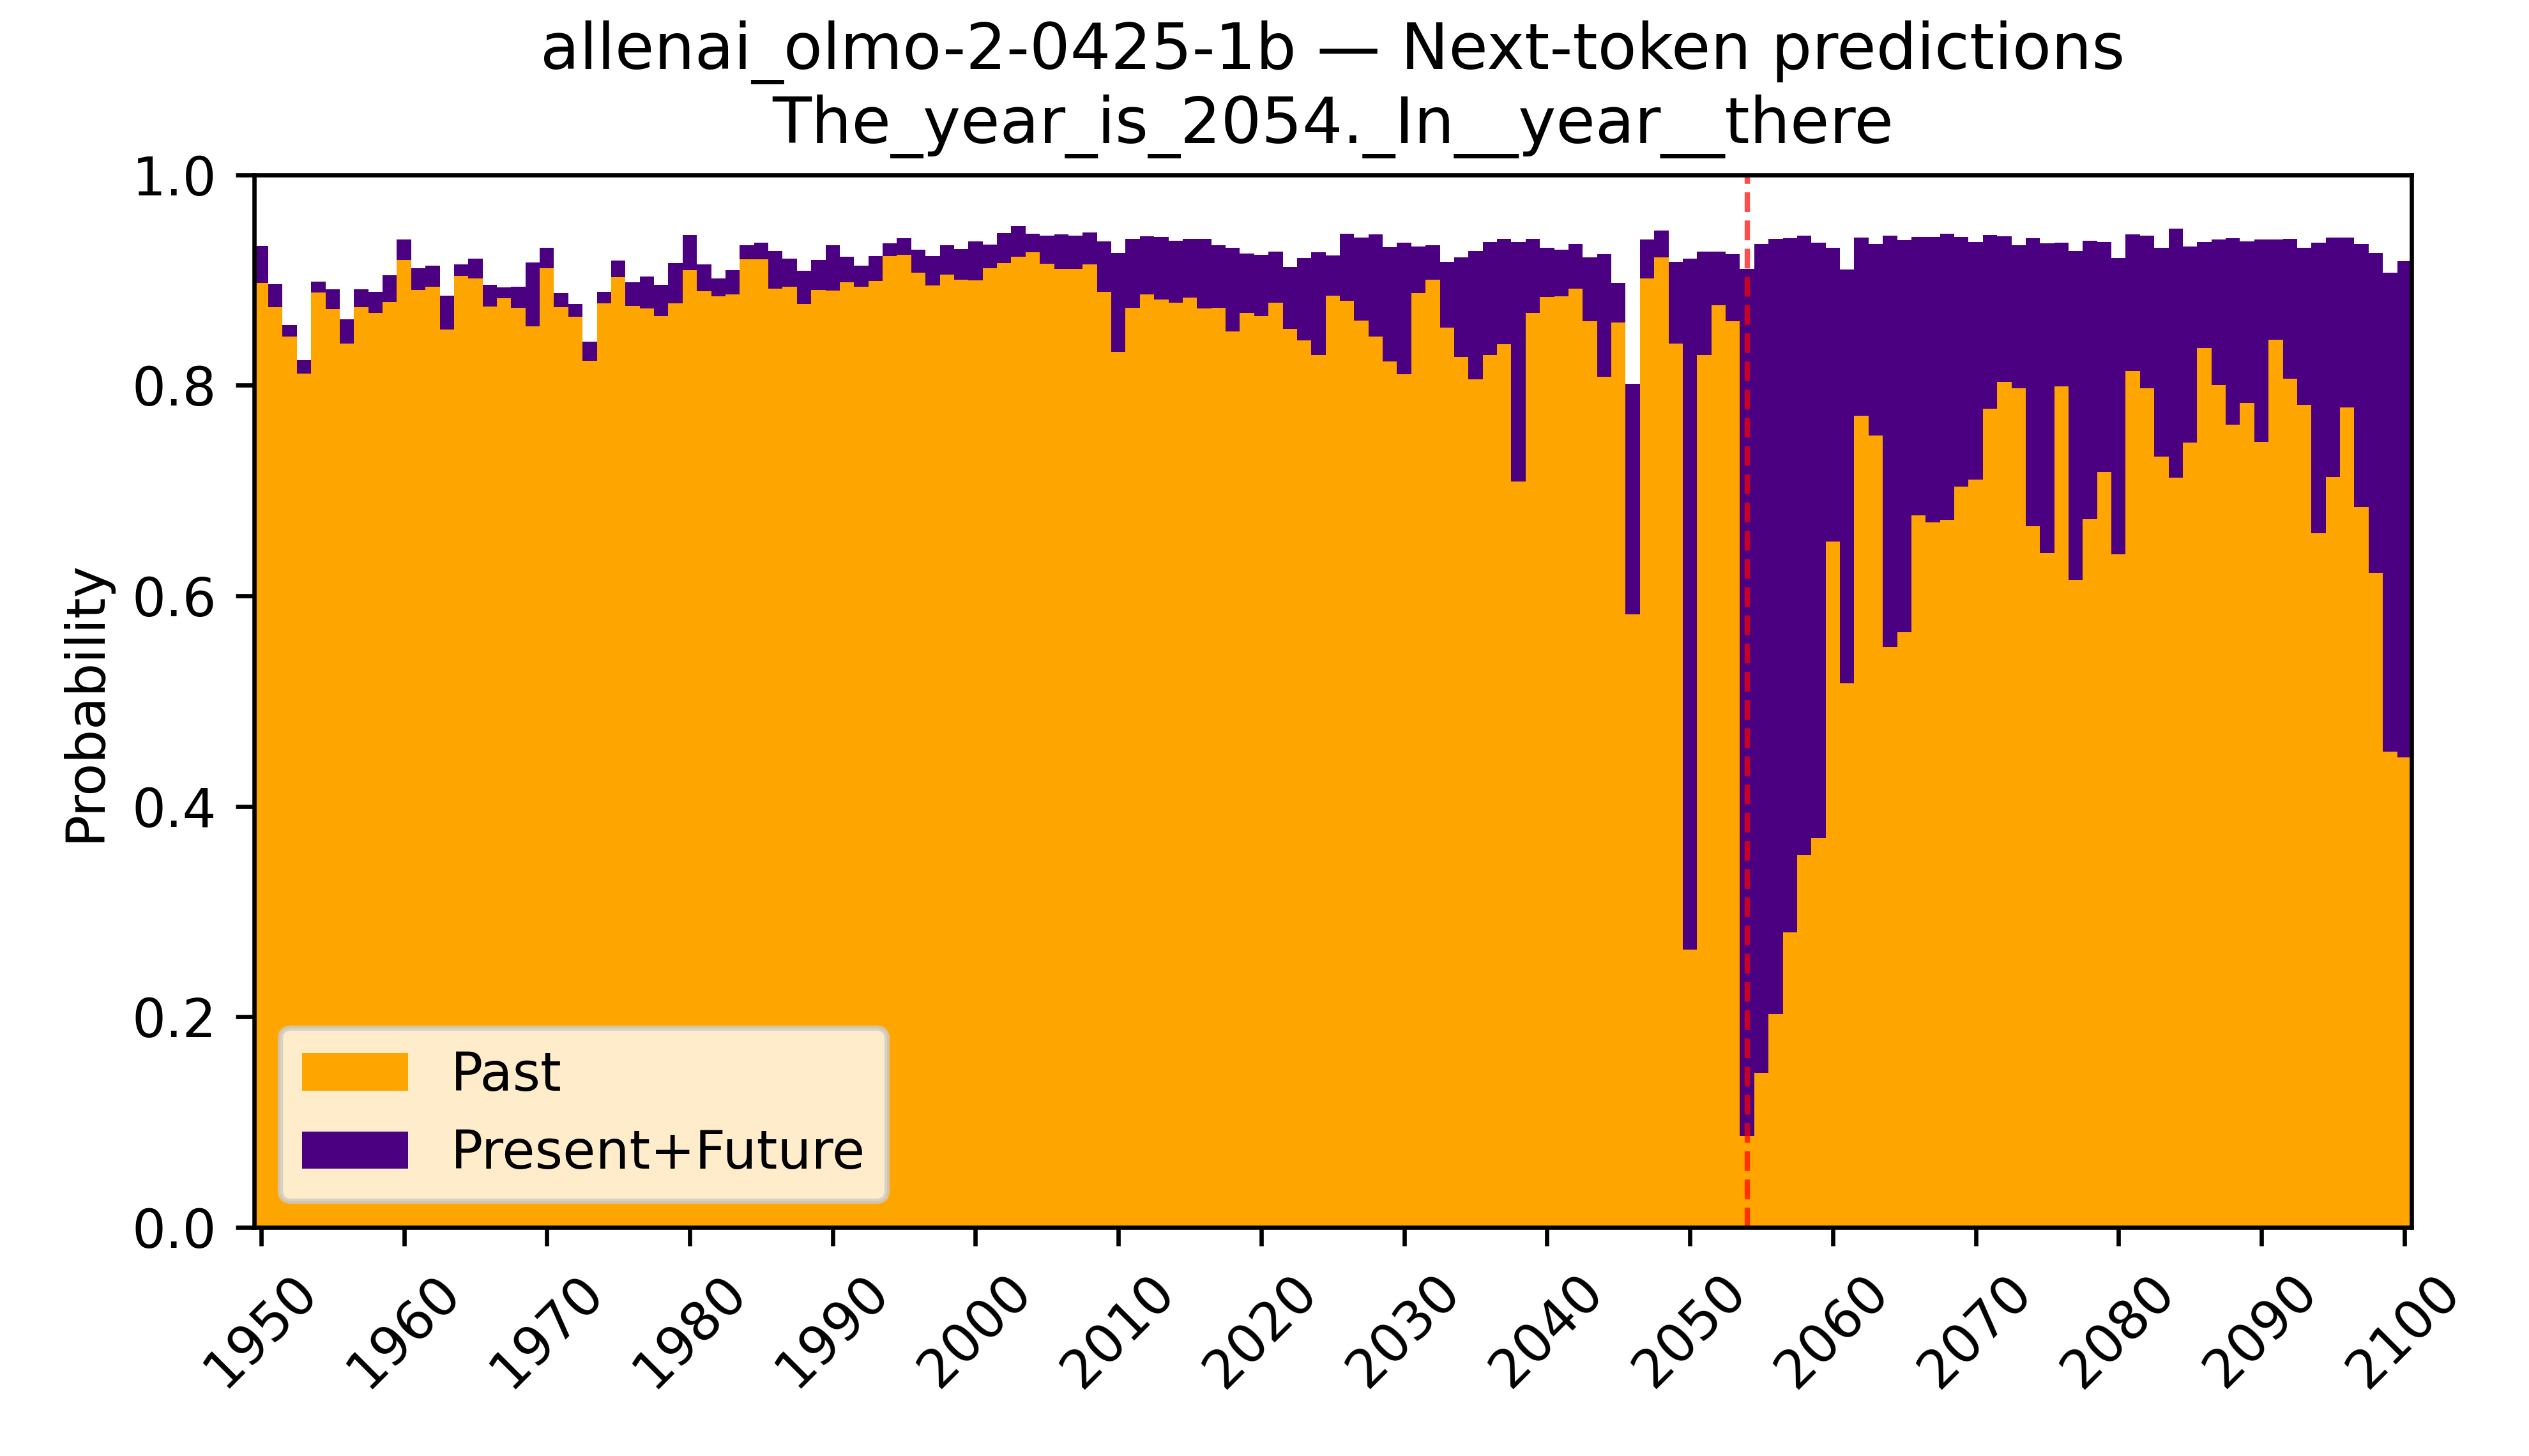 allenai_olmo-2-0425-1b — Next-token predictions
The_year_is_2054._In__year__there
1.0
0.8
0.6
0.4
0.2
0.0
Probability
Past
Present+Future
1950 1960 1970 1980 1990 2000 2010 2020 2030 2040 2050 2060 2070 2080 2090 2100